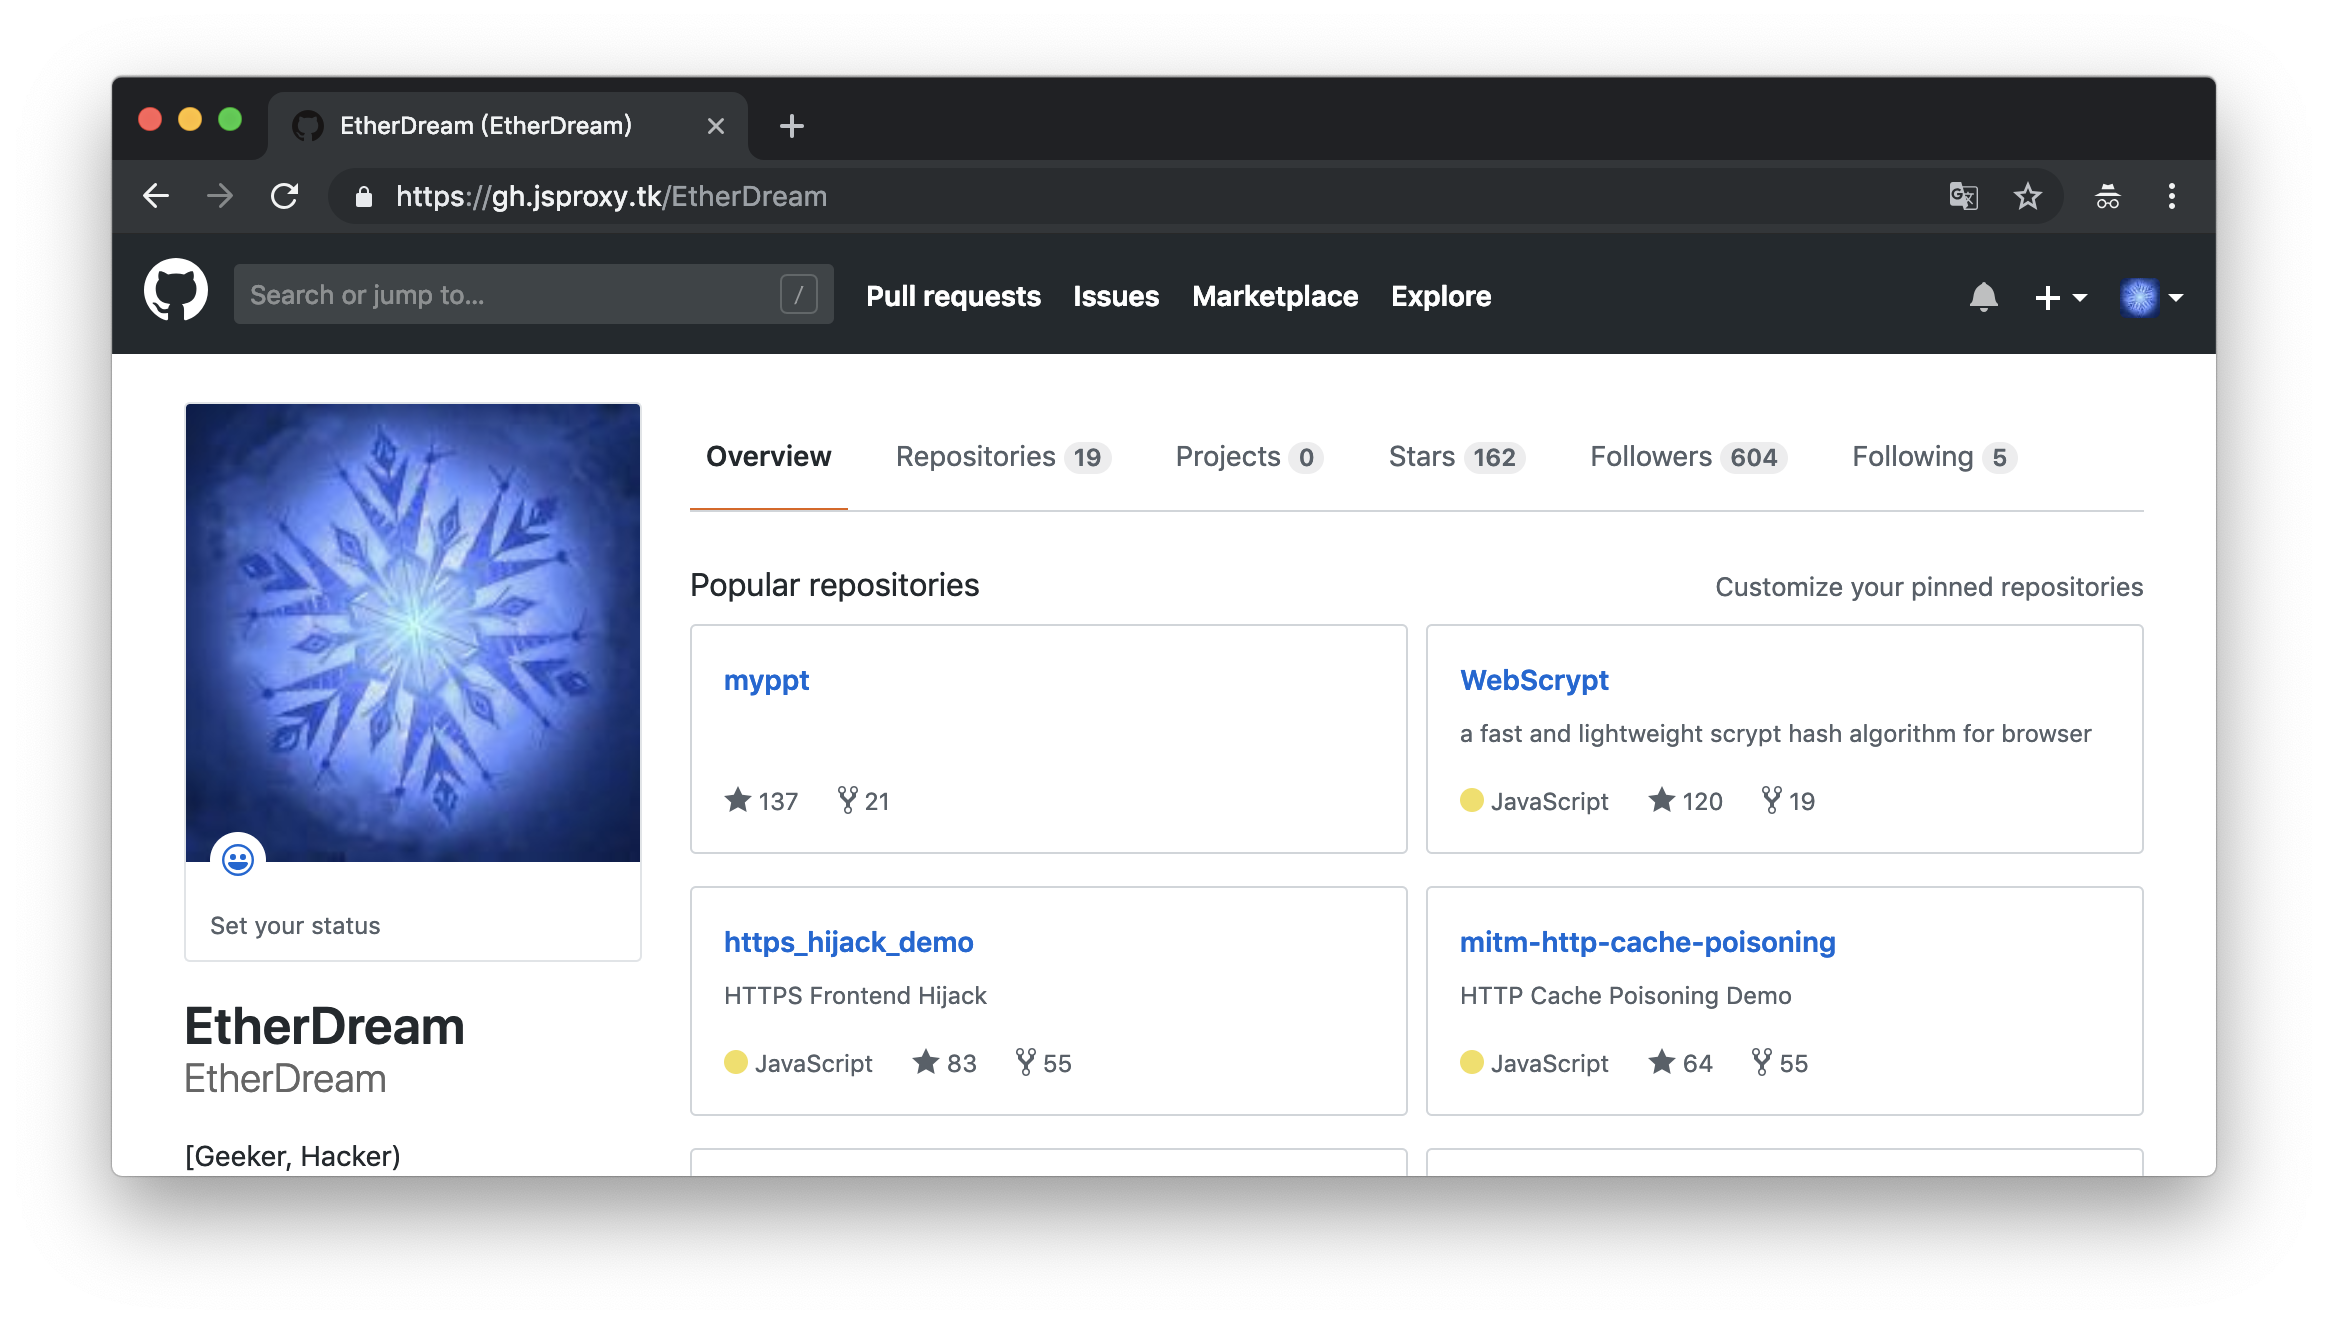 EtherDream (EtherDream)
https://gh.jsproxy.tk/EtherDream
Search or jump to...
/
Pull requests Issues Marketplace Explore
Overview Repositories 19 Projects 0 Stars 162 Followers 604 Following 5
Popular repositories
Customize your pinned repositories
myppt
137 21
WebScrypt
a fast and lightweight scrypt hash algorithm for browser
JavaScript 120 19
https_hijack_demo
HTTPS Frontend Hijack
JavaScript 83 55
mitm-http-cache-poisoning
HTTP Cache Poisoning Demo
JavaScript 64 55
Set your status
EtherDream
EtherDream
[Geeker, Hacker)